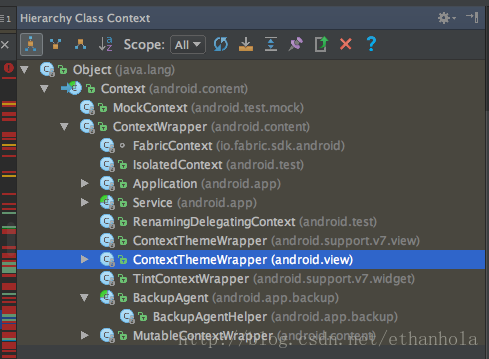 Hierarchy Class Context
Scope: All
Object (java.lang)
Context (android.content)
MockContext (android.test.mock)
ContextWrapper (android.content)
FabricContext (io.fabric.sdk.android)
IsolatedContext (android.test)
Application (android.app)
Service (android.app)
RenamingDelegatingContext (android.test)
ContextThemeWrapper (android.support.v7.view)
ContextThemeWrapper (android.view)
TintContextWrapper (android.support.v7.widget)
BackupAgent (android.app.backup)
BackupAgentHelper (android.app.backup)
MutableContextWrapper (android.content)
http://blog.csdn.net/ethanhola